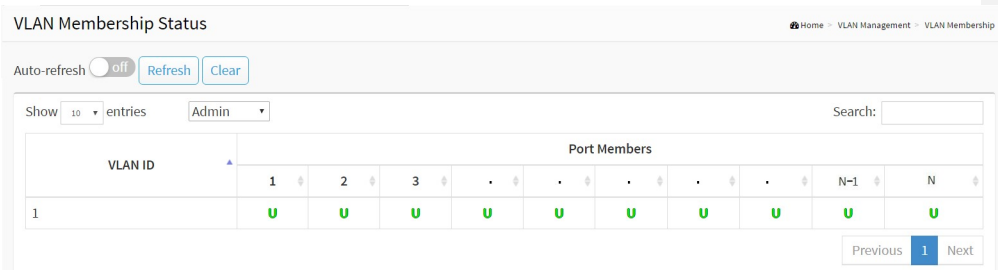 VLAN Membership Status
Home > VLAN Management > VLAN Membership
Auto-refresh off Refresh Clear
Show 10 entries Admin Search:
VLAN ID Port Members
1 2 3 . . . . . N-1 N
1 U U U U U U U U U U
Previous 1 Next